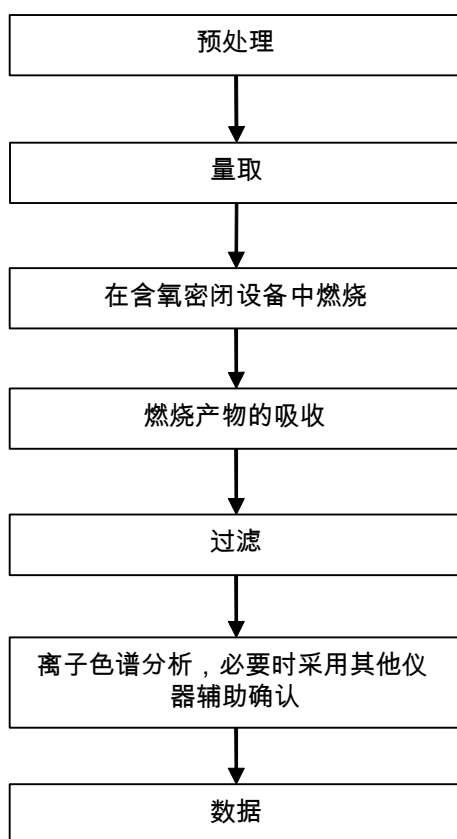 预处理
量取
在含氧密闭设备中燃烧
燃烧产物的吸收
过滤
离子色谱分析，必要时采用其他仪
器辅助确认
数据